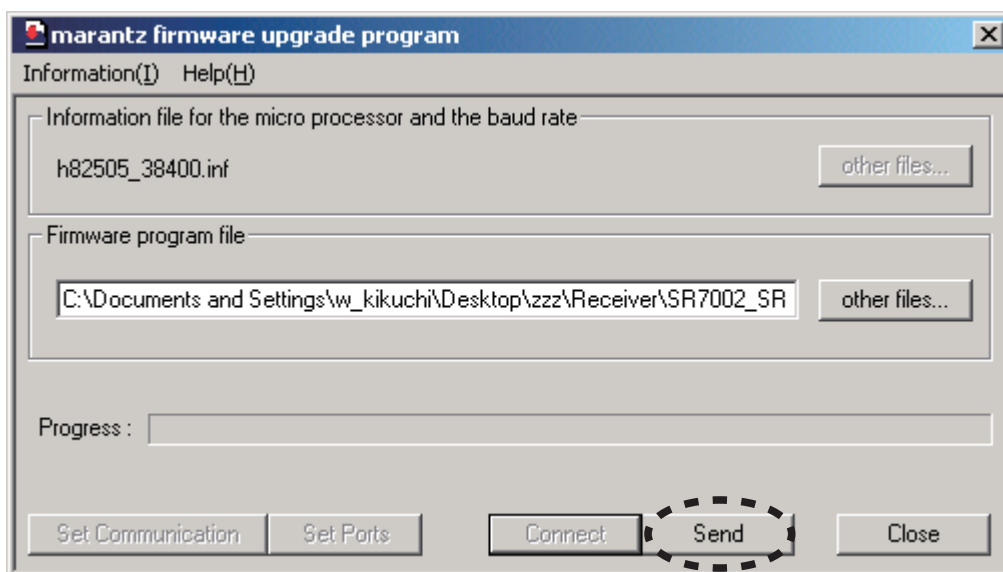 marantz firmware upgrade program
Information(I) Help(H)
Information file for the micro processor and the baud rate
h82505_38400.inf
other files...
Firmware program file
C:\Documents and Settings\w_kikuchi\Desktop\zzz\Receiver\SR7002_SR
other files...
Progress :
Set Communication Set Ports Connect Send Close